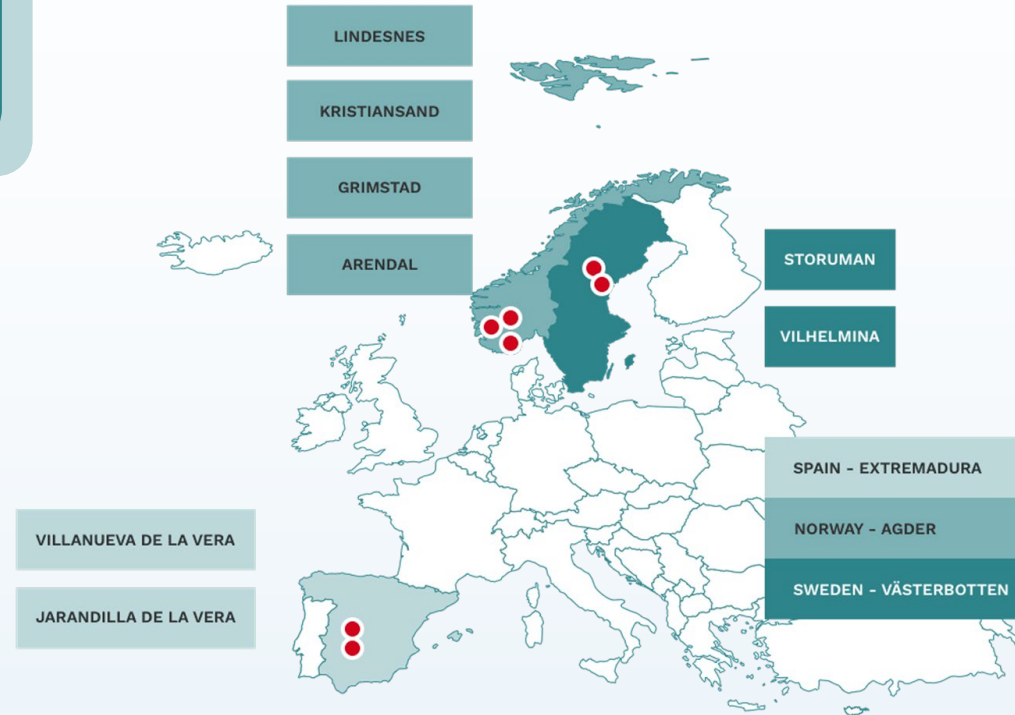 LINDESNES
KRISTIANSAND
GRIMSTAD
ARENDAL
STORUMAN
VILHELMINA
SPAIN - EXTREMADURA
NORWAY - AGDER
SWEDEN - VÄSTERBOTTEN
VILLANUEVA DE LA VERA
JARANDILLA DE LA VERA